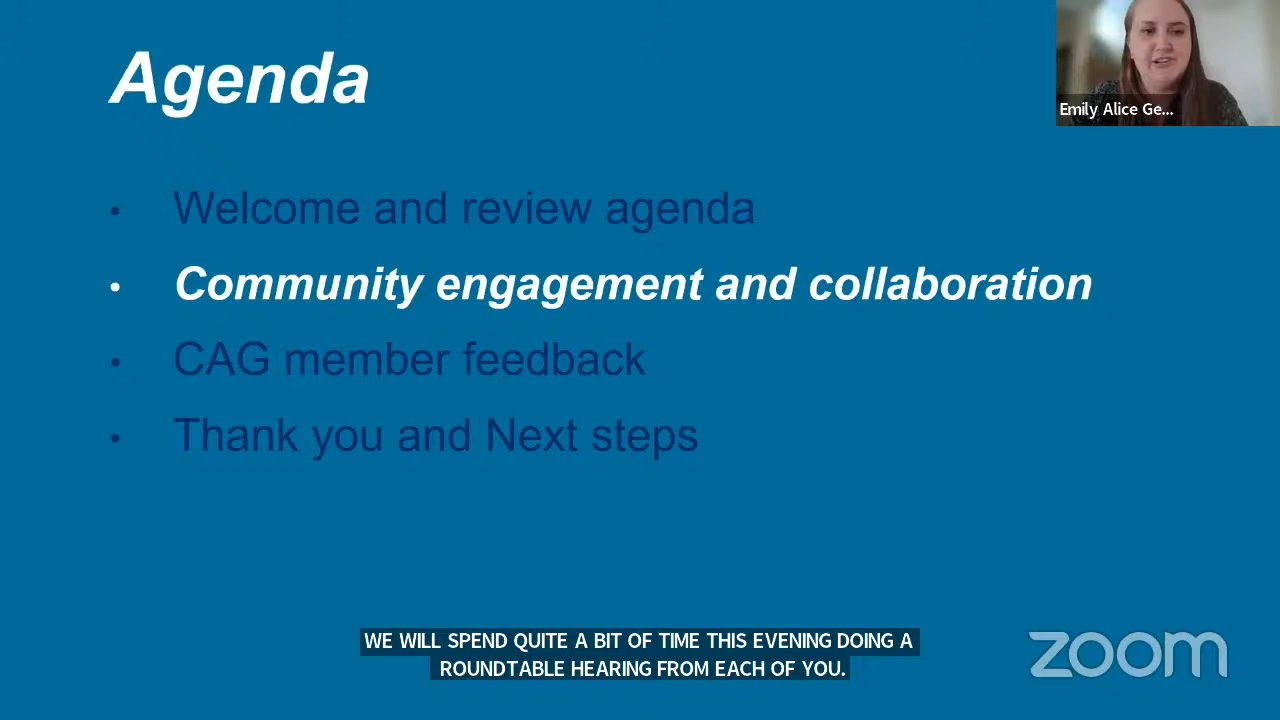 Agenda
Emily Alice Ge...
• Welcome and review agenda
• Community engagement and collaboration
• CAG member feedback
• Thank you and Next steps
WE WILL SPEND QUITE A BIT OF TIME THIS EVENING DOING A
ROUNDTABLE HEARING FROM EACH OF YOU.
zoom